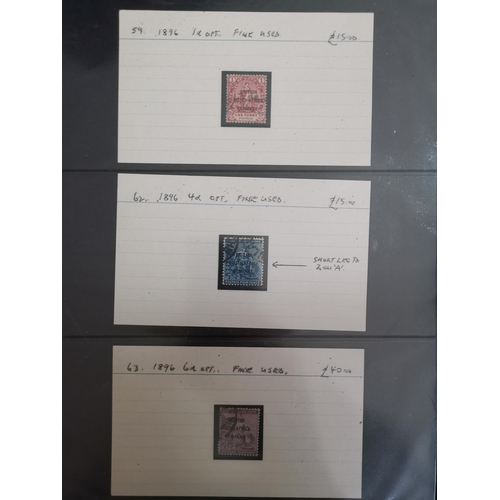 59 1896 1d OPT. FINE USED. £15.00
62. 1896 4d OPT. FINE USED. £15.00
SHORT LEG TO
2nd 'A'.
63. 1896 6d OPT. FINE USED. £40.00